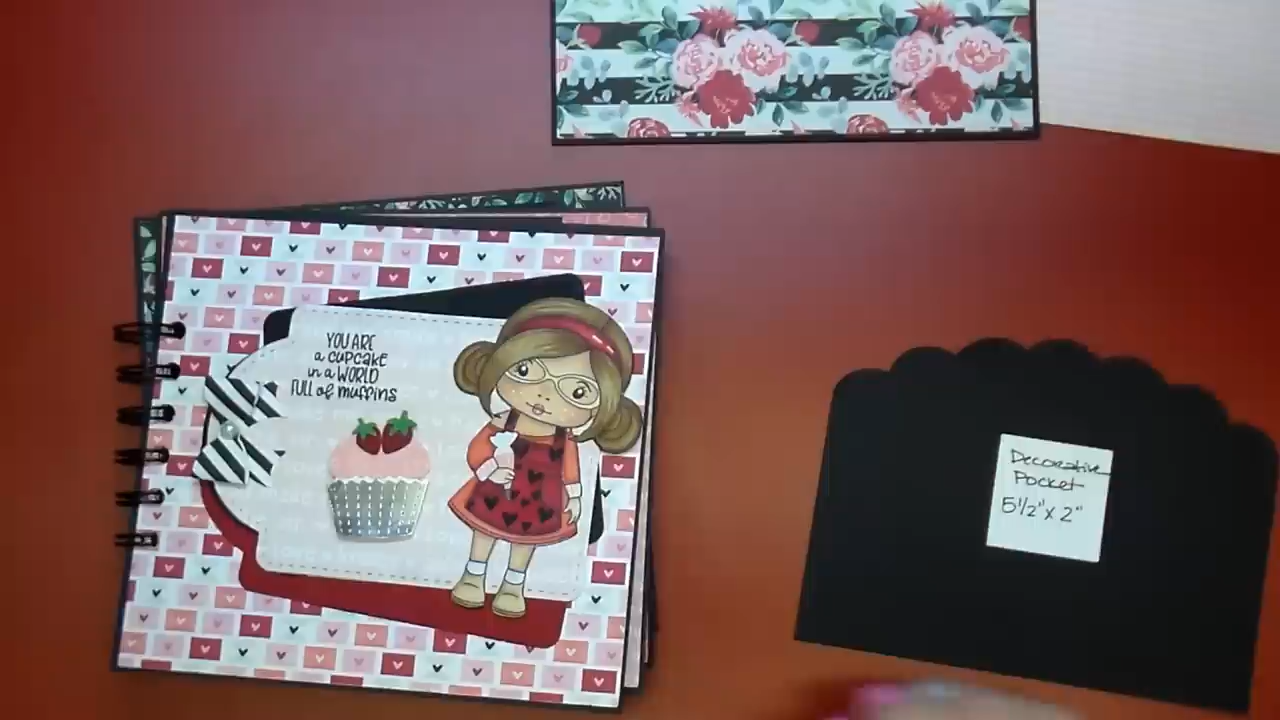 YOU ARE
a CUPCAKE
in a WORLD
FULL of MUFFINS
Decorative
Pocket
5 1/2" x 2"